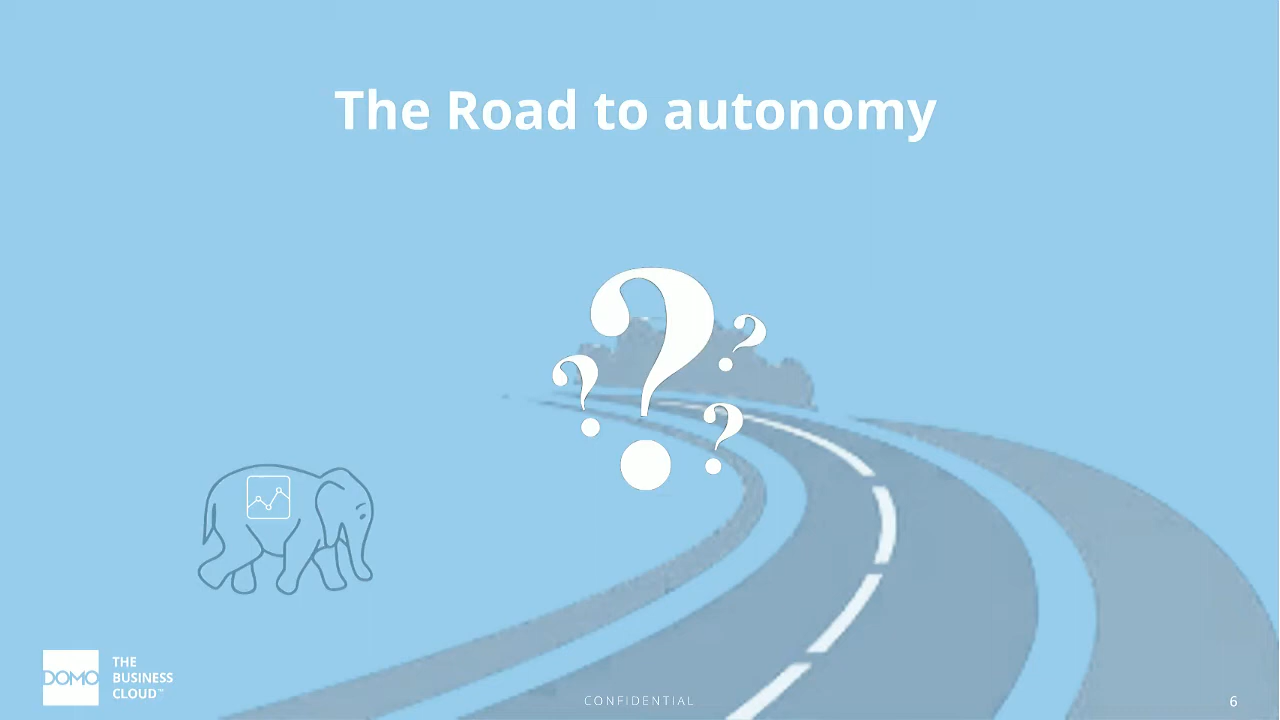 The Road to autonomy
?
?
?
?
DOMO
THE
BUSINESS
CLOUD™
CONFIDENTIAL
6